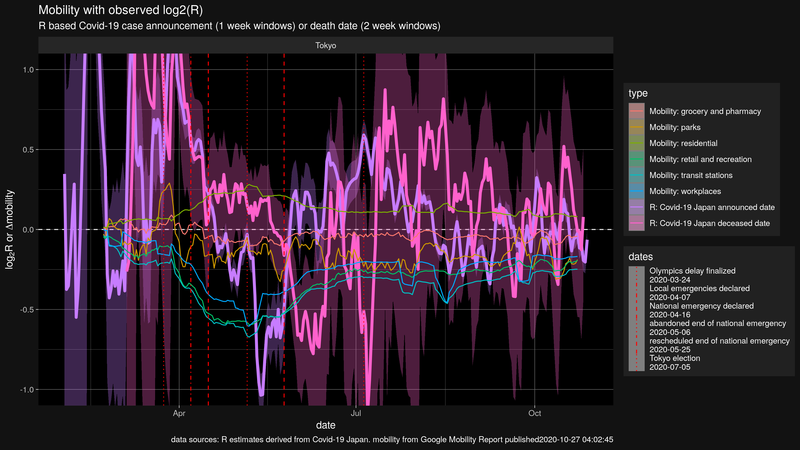 Mobility with observed log2(R)
R based Covid-19 case announcement (1 week windows) or death date (2 week windows)
Tokyo
1.0
0.5
0.0
-0.5
-1.0
log₂R or Δmobility
Apr
Jul
Oct
date
type
Mobility: grocery and pharmacy
Mobility: parks
Mobility: residential
Mobility: retail and recreation
Mobility: transit stations
Mobility: workplaces
R: Covid-19 Japan announced date
R: Covid-19 Japan deceased date
dates
Olympics delay finalized
2020-03-24
Local emergencies declared
2020-04-07
National emergency declared
2020-04-16
abandoned end of national emergency
2020-05-06
rescheduled end of national emergency
2020-05-25
Tokyo election
2020-07-05
data sources: R estimates derived from Covid-19 Japan. mobility from Google Mobility Report published2020-10-27 04:02:45